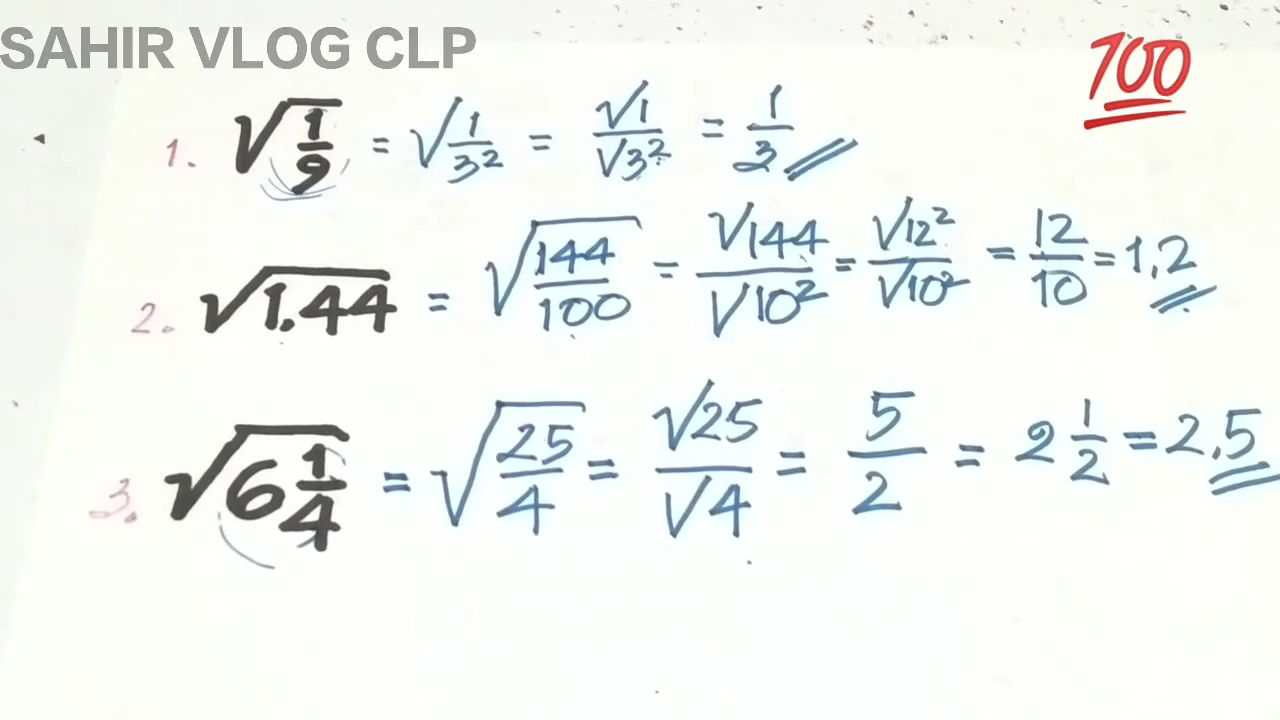 SAHIR VLOG CLP
100
1. √(1/9) = √(1/3²) = √1/√3² = 1/3
2. √1.44 = √(144/100) = √144/√10² = √12²/√10² = 12/10 = 1,2
3. √(6 1/4) = √(25/4) = √25/√4 = 5/2 = 2 1/2 = 2,5